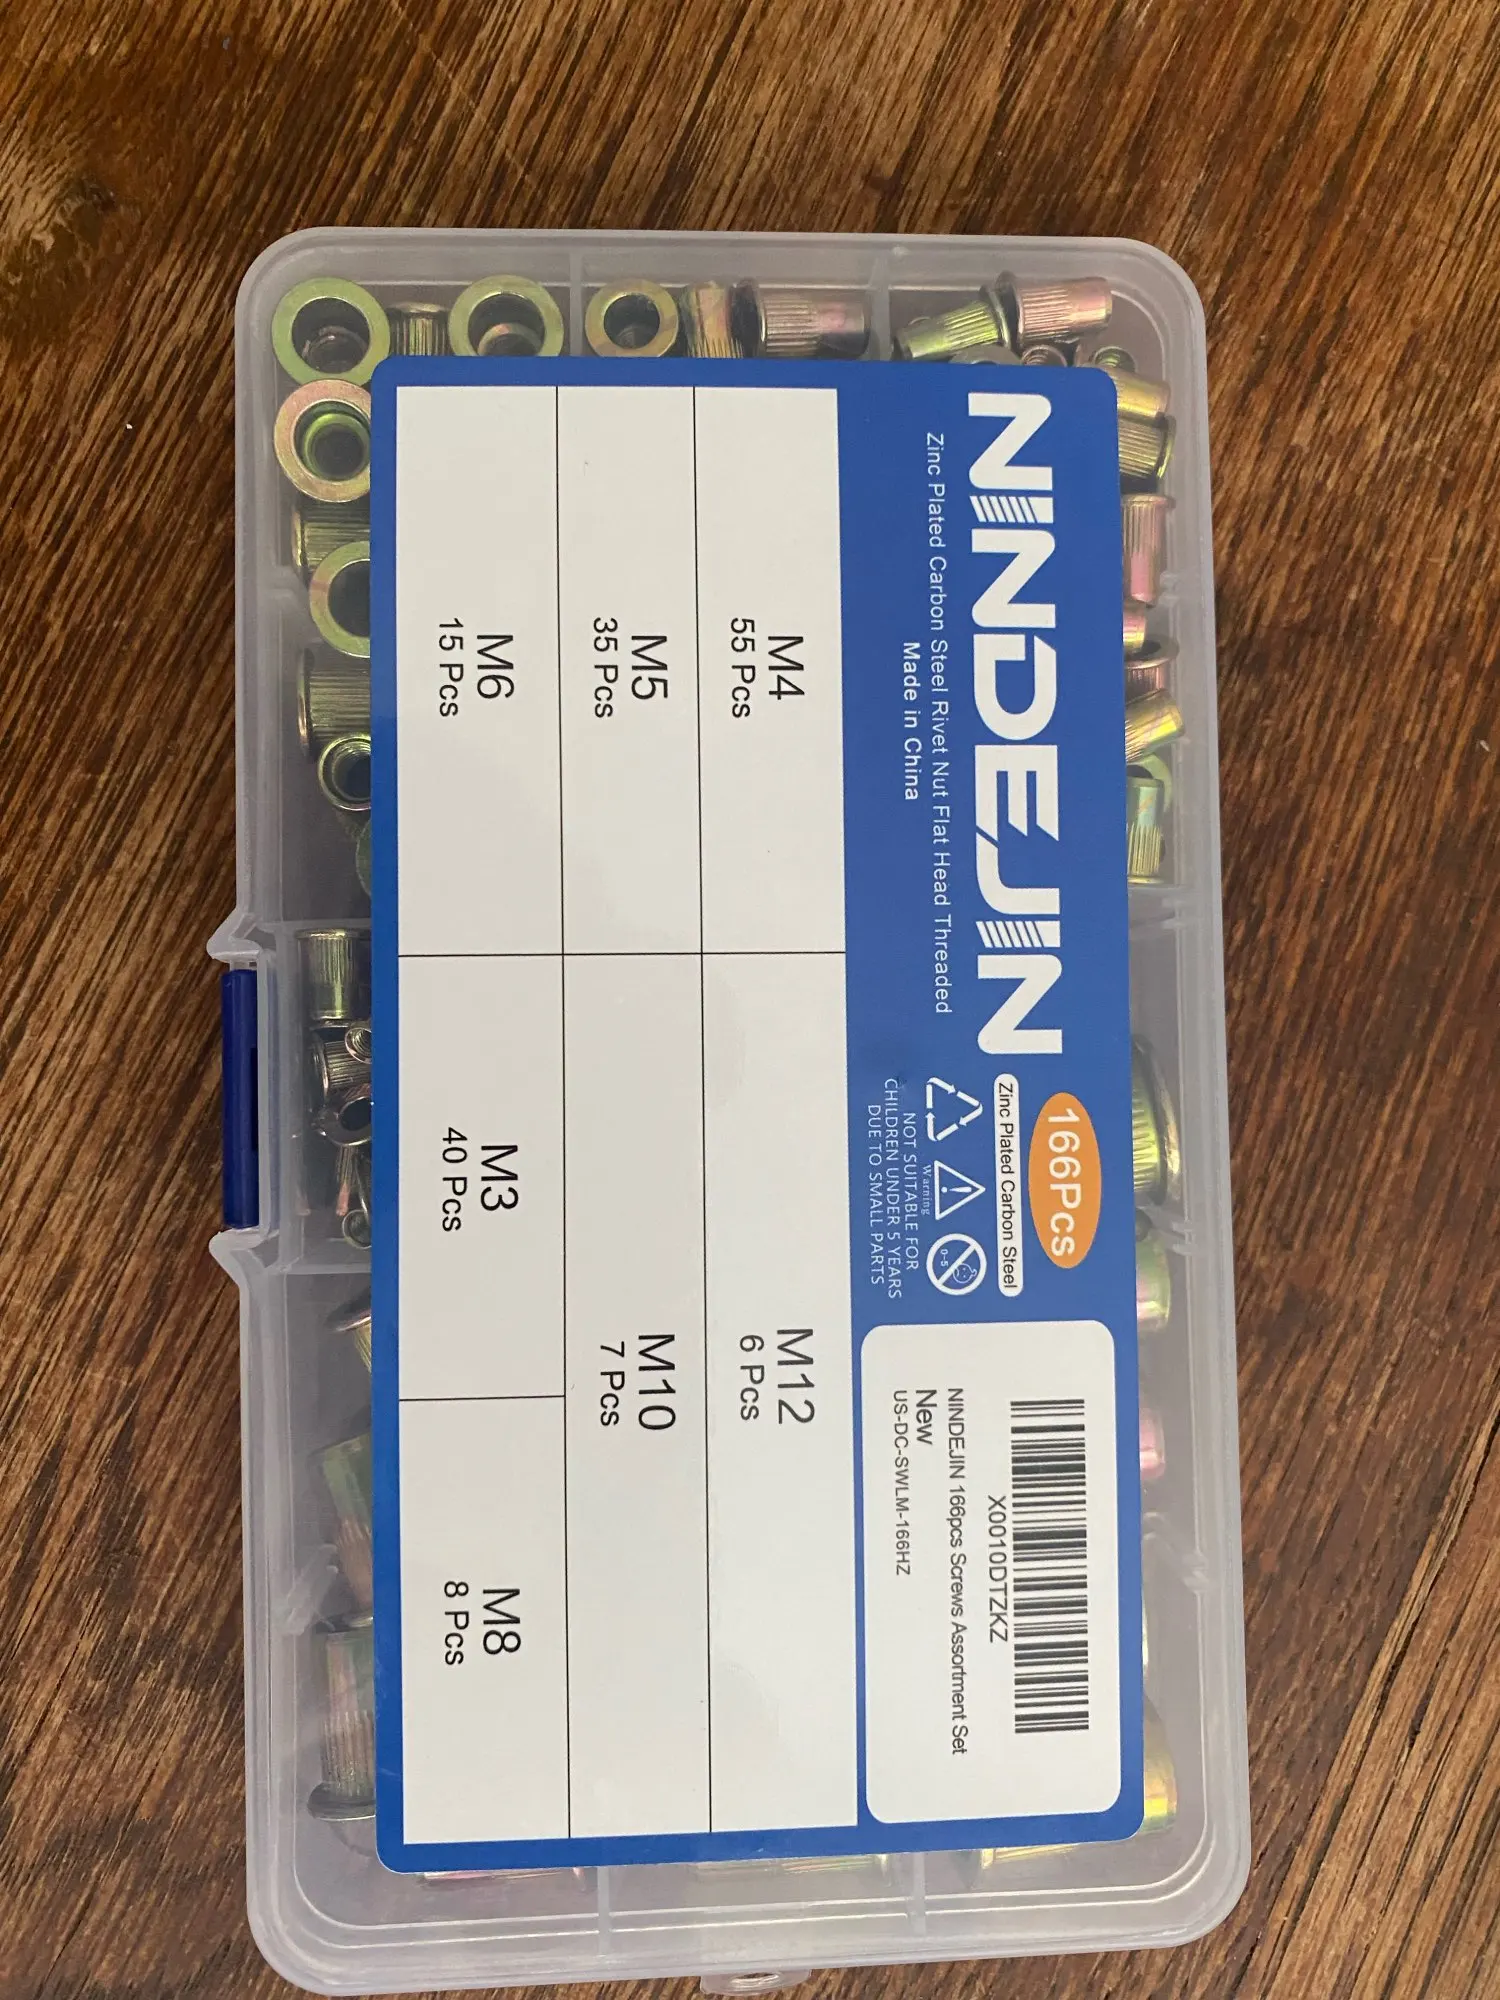 NINDEJIN
Zinc Plated Carbon Steel Rivet Nut Flat Head Threaded
Made in China
166Pcs
Zinc Plated Carbon Steel
0-5
Warning
NOT SUITABLE FOR
CHILDREN UNDER 5 YEARS
DUE TO SMALL PARTS
X0010DTZKZ
NINDEJIN 166pcs Screws Assortment Set
New
US-DC-SWLM-166HZ
M4
55 Pcs
M12
6 Pcs
M5
35 Pcs
M10
7 Pcs
M6
15 Pcs
M3
40 Pcs
M8
8 Pcs